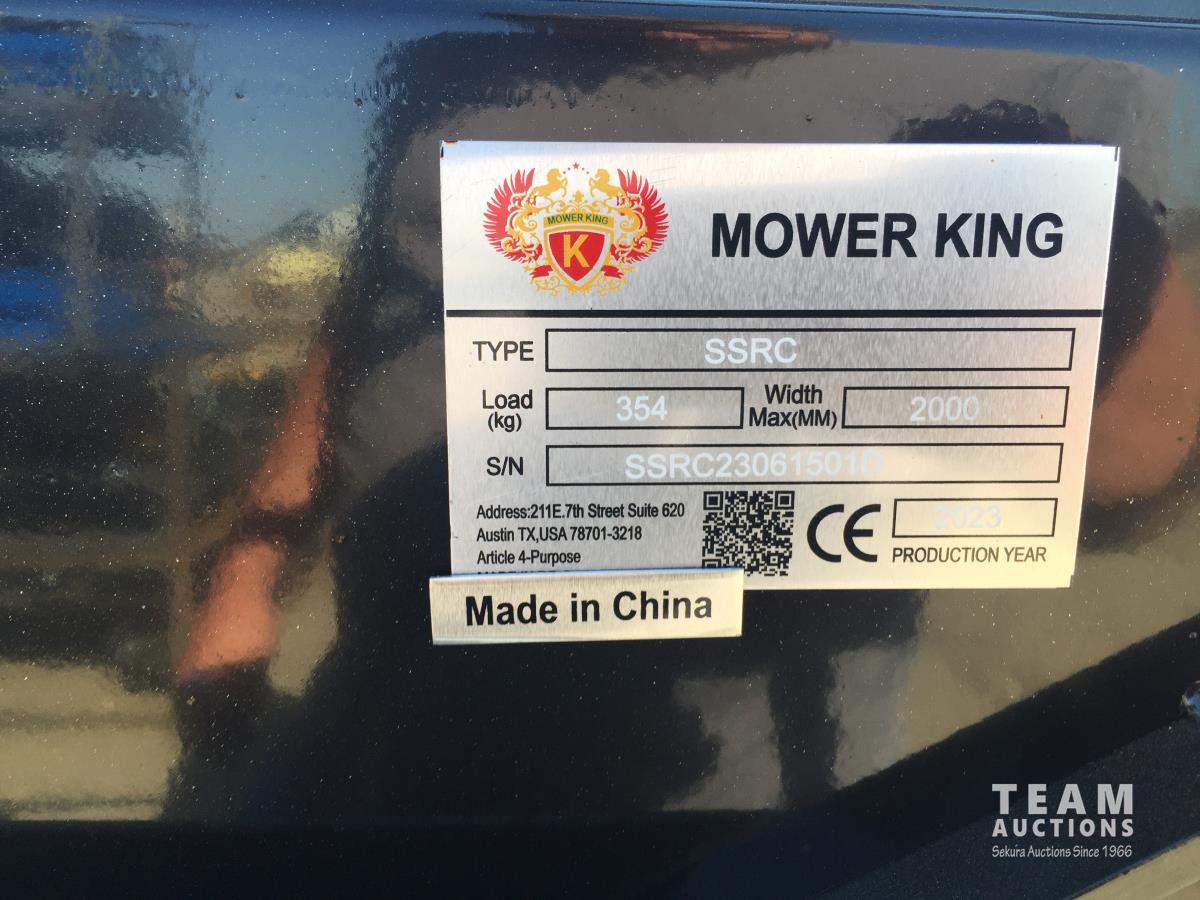 MOWER KING
K
MOWER KING
TYPE SSRC
Load (kg) 354 Width Max(MM) 2000
S/N SSRC23061501D
Address:211E.7th Street Suite 620
Austin TX,USA 78701-3218
Article 4-Purpose
CE 2023
PRODUCTION YEAR
Made in China
TEAM
AUCTIONS
Sekura Auctions Since 1966